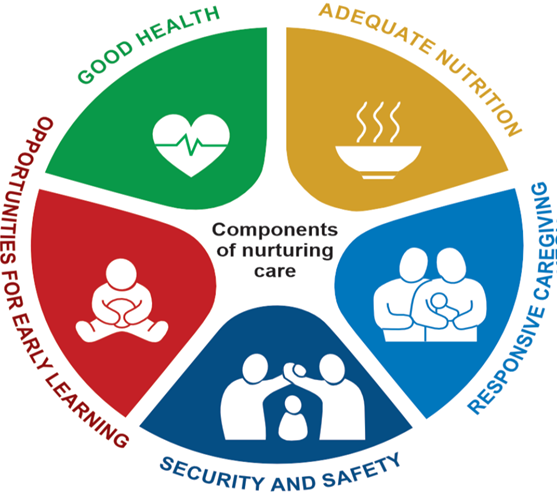 GOOD HEALTH
ADEQUATE NUTRITION
RESPONSIVE CAREGIVING
SECURITY AND SAFETY
OPPORTUNITIES FOR EARLY LEARNING
Components
of nurturing
care